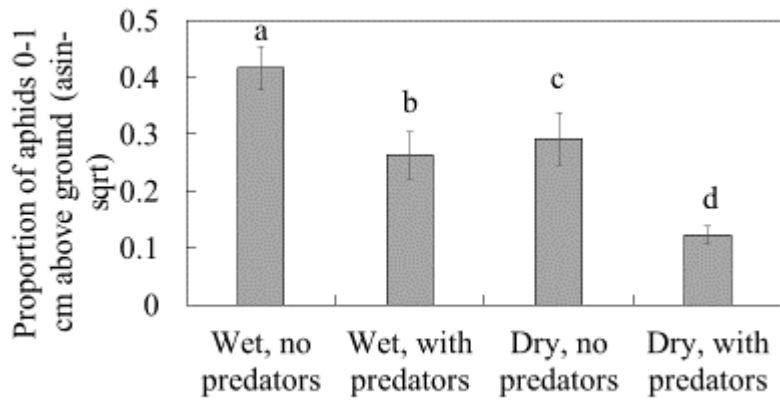 Proportion of aphids 0-1
cm above ground (asin-
sqrt)
0.5
0.4
0.3
0.2
0.1
0
a
b
c
d
Wet, no
predators
Wet, with
predators
Dry, no
predators
Dry, with
predators